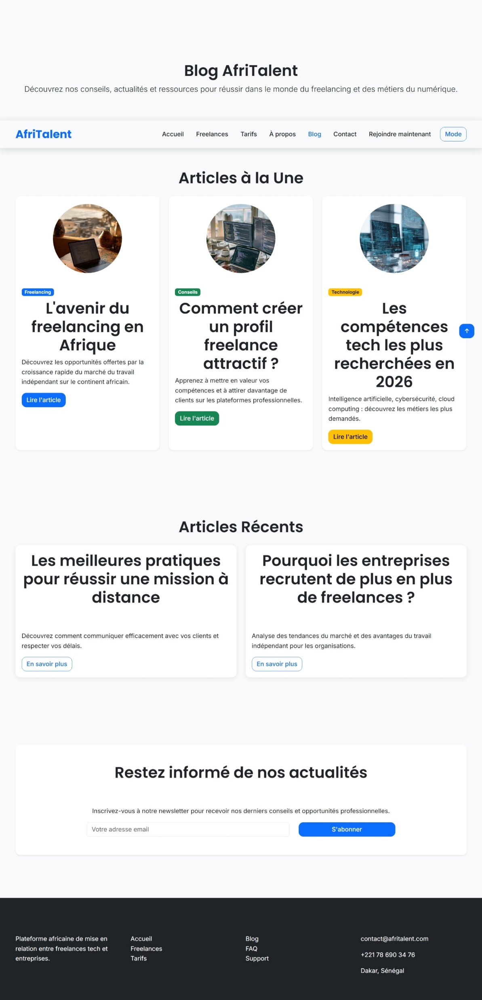 Blog AfriTalent
Découvrez nos conseils, actualités et ressources pour réussir dans le monde du freelancing et des métiers du numérique.
AfriTalent
Accueil
Freelances
Tarifs
À propos
Blog
Contact
Rejoindre maintenant
Mode
Articles à la Une
Freelancing
L'avenir du
freelancing en
Afrique
Découvrez les opportunités offertes par la
croissance rapide du marché du travail
indépendant sur le continent africain.
Lire l'article
Conseils
Comment créer
un profil
freelance
attractif ?
Apprenez à mettre en valeur vos
compétences et à attirer davantage de
clients sur les plateformes professionnelles.
Lire l'article
Technologie
Les
compétences
tech les plus
recherchées en
2026
Intelligence artificielle, cybersécurité, cloud
computing : découvrez les métiers les plus
demandés.
Lire l'article
Articles Récents
Les meilleures pratiques
pour réussir une mission à
distance
Découvrez comment communiquer efficacement avec vos clients et
respecter vos délais.
En savoir plus
Pourquoi les entreprises
recrutent de plus en plus
de freelances ?
Analyse des tendances du marché et des avantages du travail
indépendant pour les organisations.
En savoir plus
Restez informé de nos actualités
Inscrivez-vous à notre newsletter pour recevoir nos derniers conseils et opportunités professionnelles.
Votre adresse email
S'abonner
Plateforme africaine de mise en
relation entre freelances tech et
entreprises.
Accueil
Freelances
Tarifs
Blog
FAQ
Support
contact@afritalent.com
+221 78 690 34 76
Dakar, Sénégal